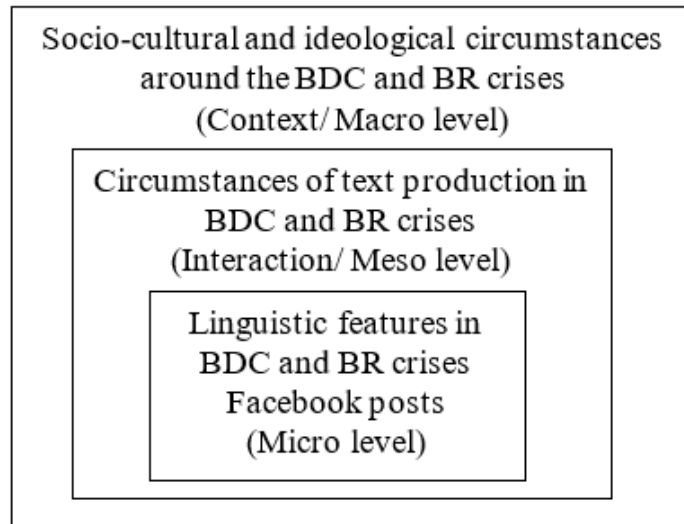 Socio-cultural and ideological circumstances
around the BDC and BR crises
(Context/ Macro level)
Circumstances of text production in
BDC and BR crises
(Interaction/ Meso level)
Linguistic features in
BDC and BR crises
Facebook posts
(Micro level)